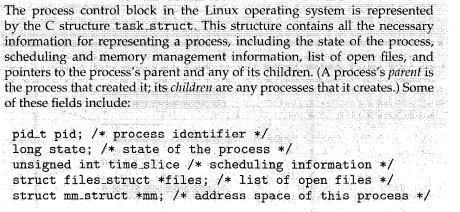 The process control block in the Linux operating system is represented
by the C structure task_struct. This structure contains all the necessary
information for representing a process, including the state of the process,
scheduling and memory management information, list of open files, and
pointers to the process's parent and any of its children. (A process's parent is
the process that created it; its children are any processes that it creates.) Some
of these fields include:
pid_t pid; /* process identifier */
long state; /* state of the process */
unsigned int time_slice /* scheduling information */
struct files_struct *files; /* list of open files */
struct mm_struct *mm; /* address space of this process */